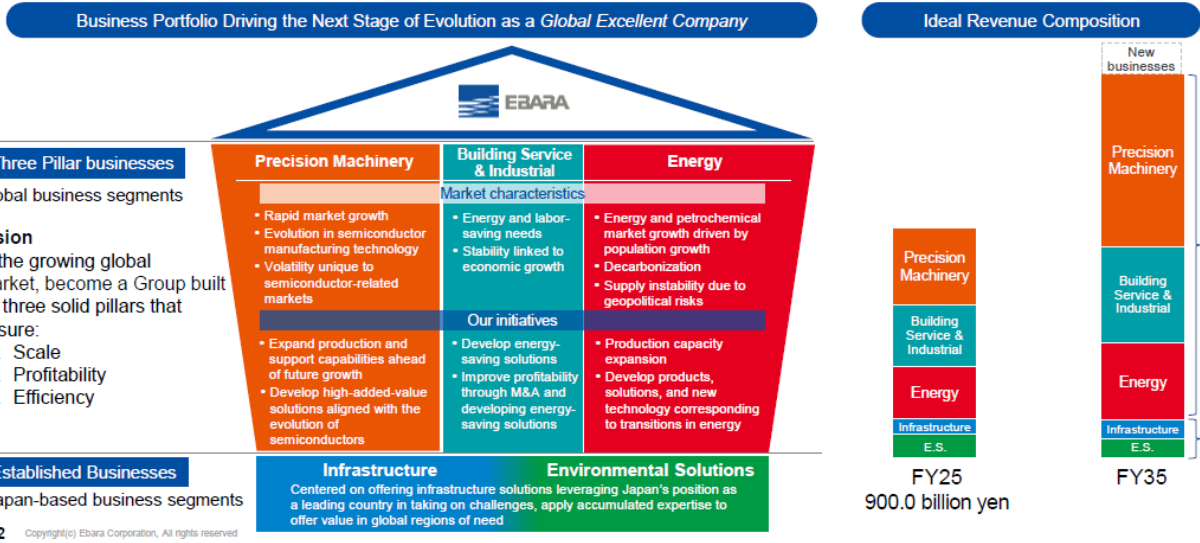 Business Portfolio Driving the Next Stage of Evolution as a Global Excellent Company
Ideal Revenue Composition
EBARA
Three Pillar businesses
obal business segments
sion
the growing global
arket, become a Group built
three solid pillars that
sure:
Scale
Profitability
Efficiency
Precision Machinery
Building Service
& Industrial
Energy
Market characteristics
• Rapid market growth
• Evolution in semiconductor
manufacturing technology
• Volatility unique to
semiconductor-related
markets
• Energy and labor-
saving needs
• Stability linked to
economic growth
• Energy and petrochemical
market growth driven by
population growth
• Decarbonization
• Supply instability due to
geopolitical risks
Our initiatives
• Expand production and
support capabilities ahead
of future growth
• Develop high-added-value
solutions aligned with the
evolution of
semiconductors
• Develop energy-
saving solutions
• Improve profitability
through M&A and
developing energy-
saving solutions
• Production capacity
expansion
• Develop products,
solutions, and new
technology corresponding
to transitions in energy
Established Businesses
apan-based business segments
Infrastructure
Environmental Solutions
Centered on offering infrastructure solutions leveraging Japan's position as
a leading country in taking on challenges, apply accumulated expertise to
offer value in global regions of need
Precision
Machinery
Building
Service &
Industrial
Energy
Infrastructure
E.S.
FY25
900.0 billion yen
New
businesses
Precision
Machinery
Building
Service &
Industrial
Energy
Infrastructure
E.S.
FY35
2 Copyright(c) Ebara Corporation, All rights reserved